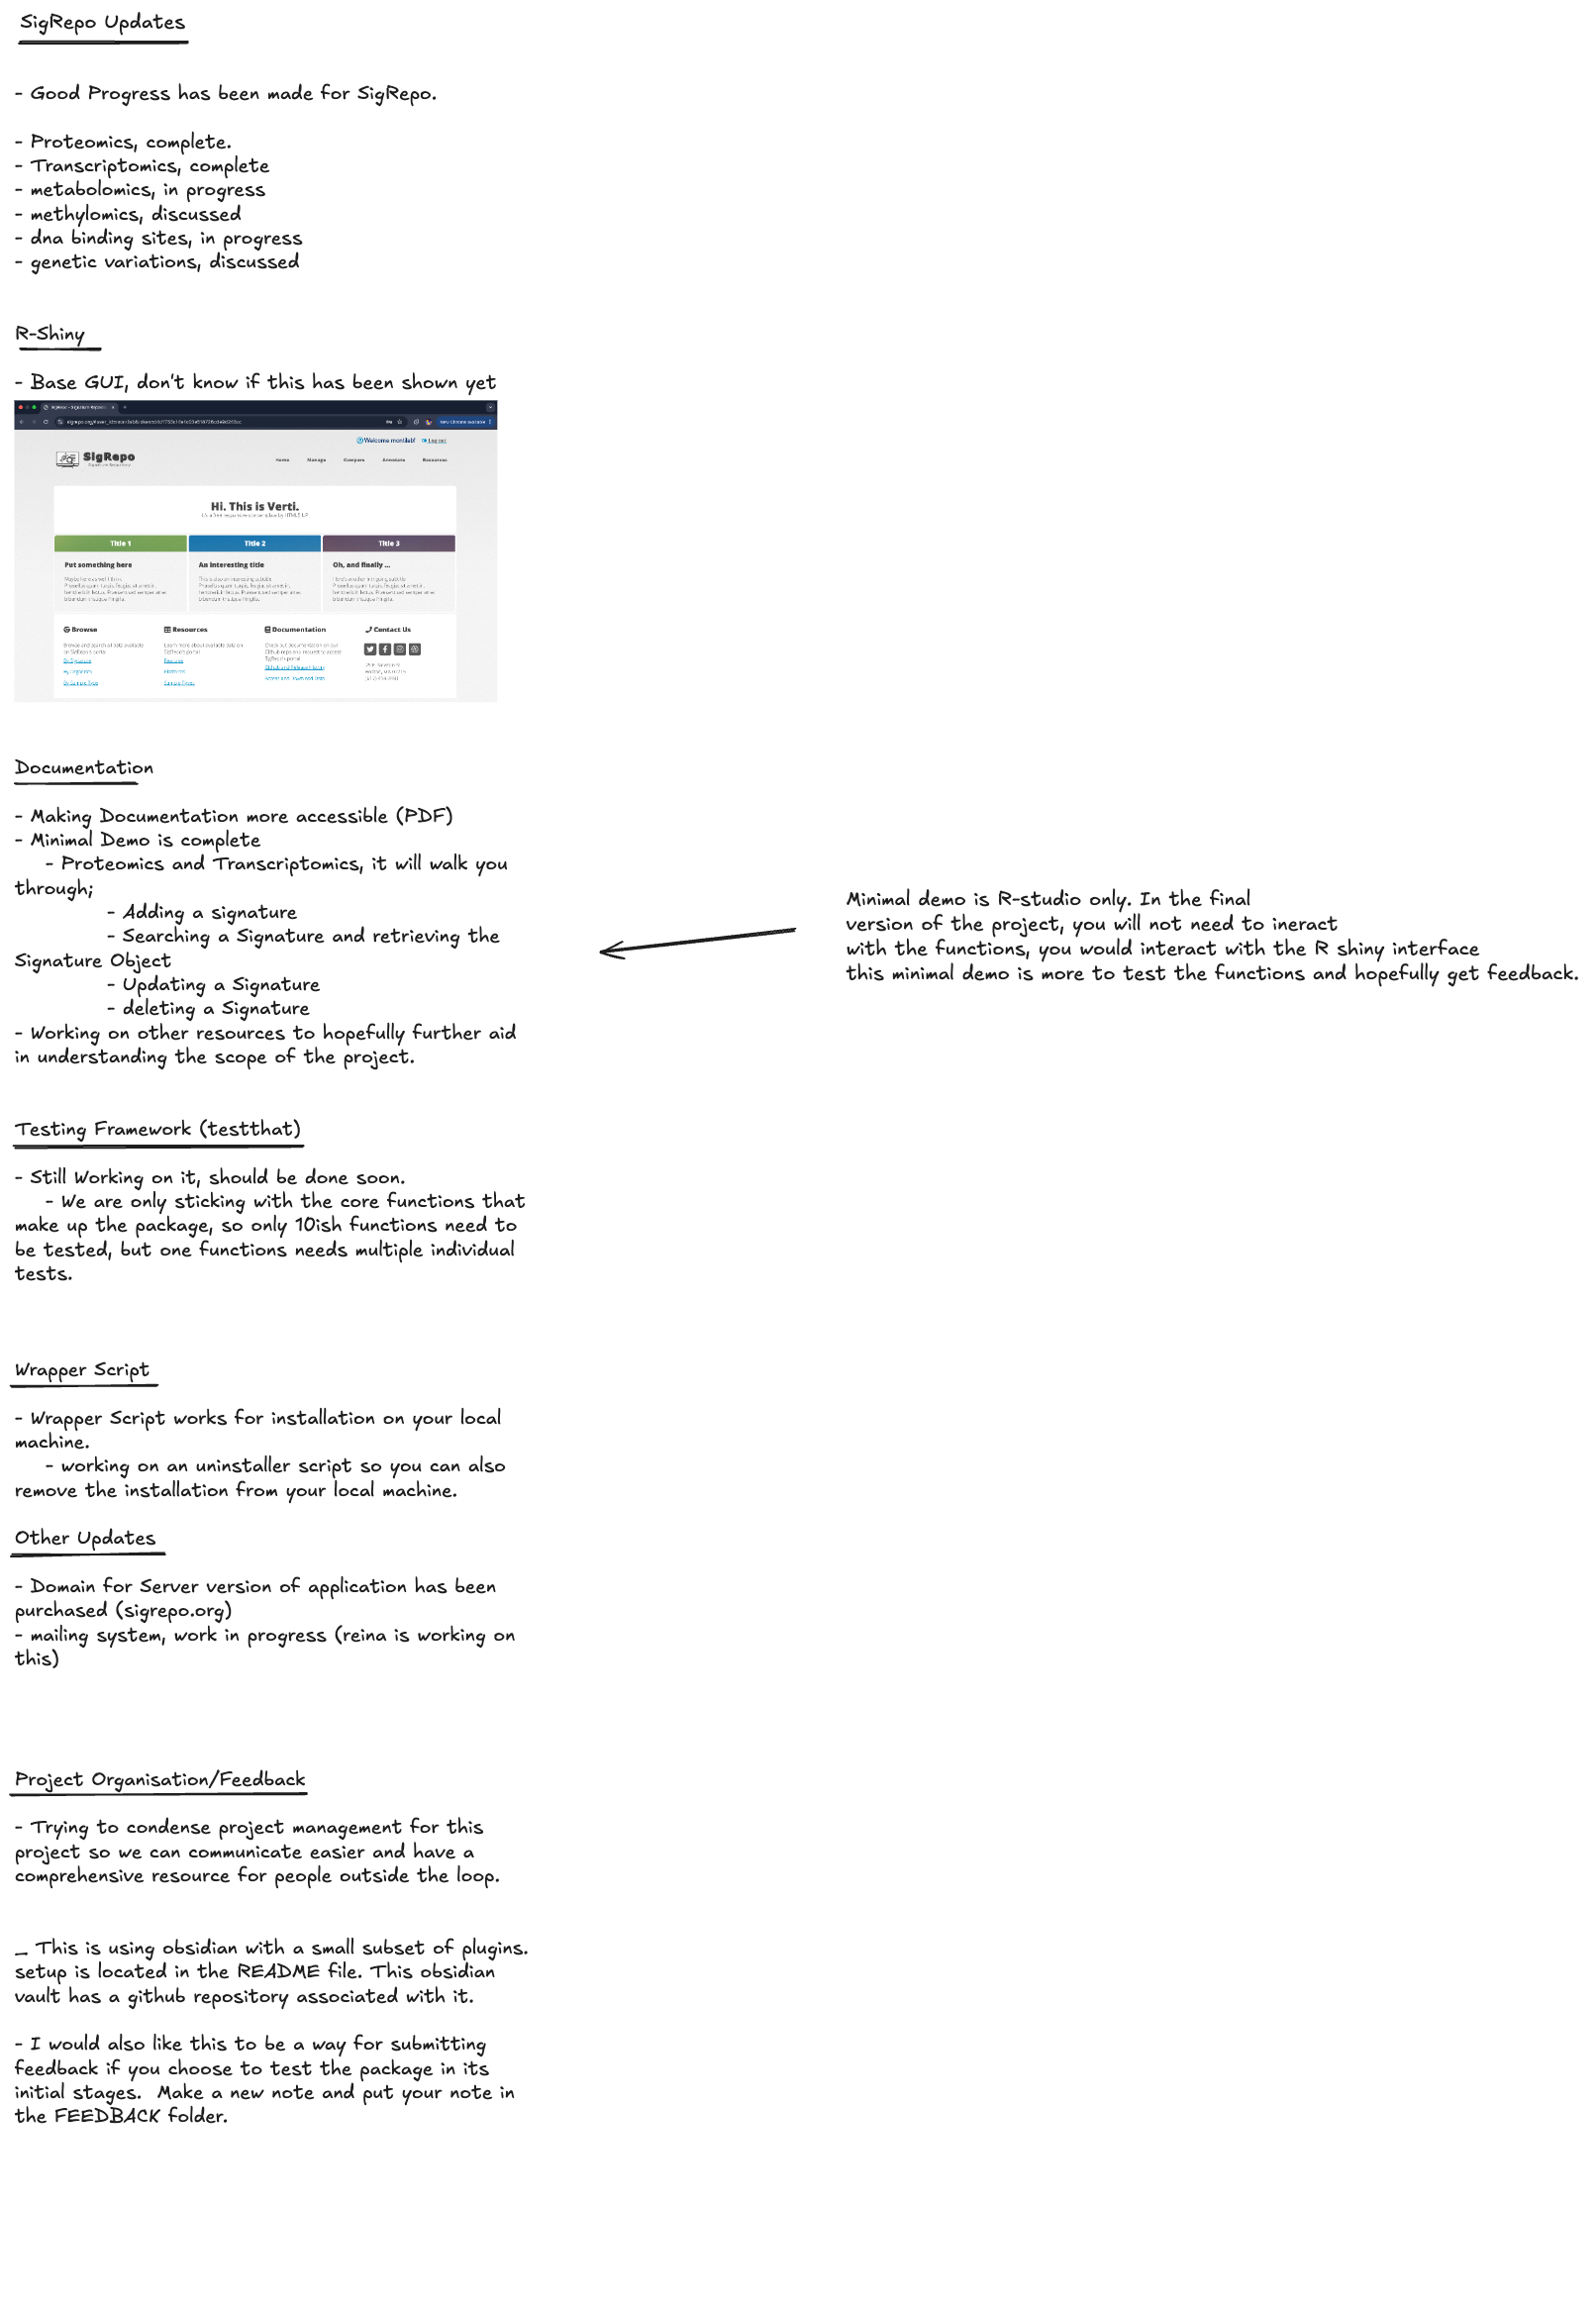 SigRepo Updates
- Good Progress has been made for SigRepo.
- Proteomics, complete.
- Transcriptomics, complete
- metabolomics, in progress
- methylomics, discussed
- dna binding sites, in progress
- genetic variations, discussed
R-Shiny
- Base GUI, don't know if this has been shown yet
Welcome montilab! Log out
SigRepo
Home Manage Compare Annotate Resources
Hi. This is Verti.
Title 1 Title 2 Title 3
Put something here An interesting title Oh, and finally ...
Browse Resources Documentation Contact Us
Documentation
- Making Documentation more accessible (PDF)
- Minimal Demo is complete
- Proteomics and Transcriptomics, it will walk you
through;
- Adding a signature
- Searching a Signature and retrieving the
Signature Object
- Updating a Signature
- deleting a Signature
- Working on other resources to hopefully further aid
in understanding the scope of the project.
Minimal demo is R-studio only. In the final
version of the project, you will not need to ineract
with the functions, you would interact with the R shiny interface
this minimal demo is more to test the functions and hopefully get feedback.
Testing Framework (testthat)
- Still Working on it, should be done soon.
- We are only sticking with the core functions that
make up the package, so only 10ish functions need to
be tested, but one functions needs multiple individual
tests.
Wrapper Script
- Wrapper Script works for installation on your local
machine.
- working on an uninstaller script so you can also
remove the installation from your local machine.
Other Updates
- Domain for Server version of application has been
purchased (sigrepo.org)
- mailing system, work in progress (reina is working on
this)
Project Organisation/Feedback
- Trying to condense project management for this
project so we can communicate easier and have a
comprehensive resource for people outside the loop.
_ This is using obsidian with a small subset of plugins.
setup is located in the README file. This obsidian
vault has a github repository associated with it.
- I would also like this to be a way for submitting
feedback if you choose to test the package in its
initial stages.  Make a new note and put your note in
the FEEDBACK folder.